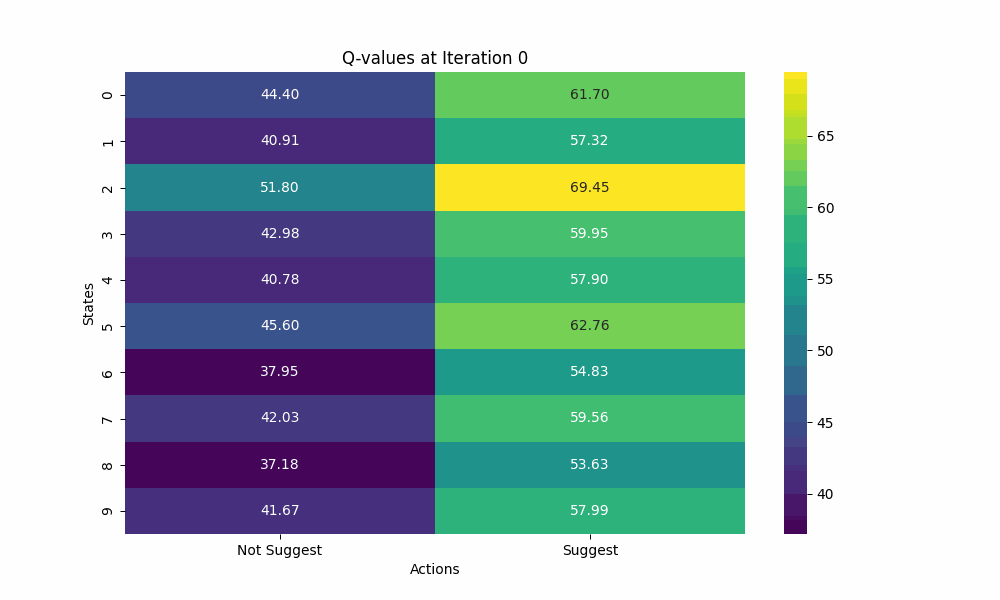 Q-values at Iteration 0
0 44.40 61.70
1 40.91 57.32
2 51.80 69.45
3 42.98 59.95
4 40.78 57.90
5 45.60 62.76
6 37.95 54.83
7 42.03 59.56
8 37.18 53.63
9 41.67 57.99
States
Not Suggest Suggest
Actions
65
60
55
50
45
40